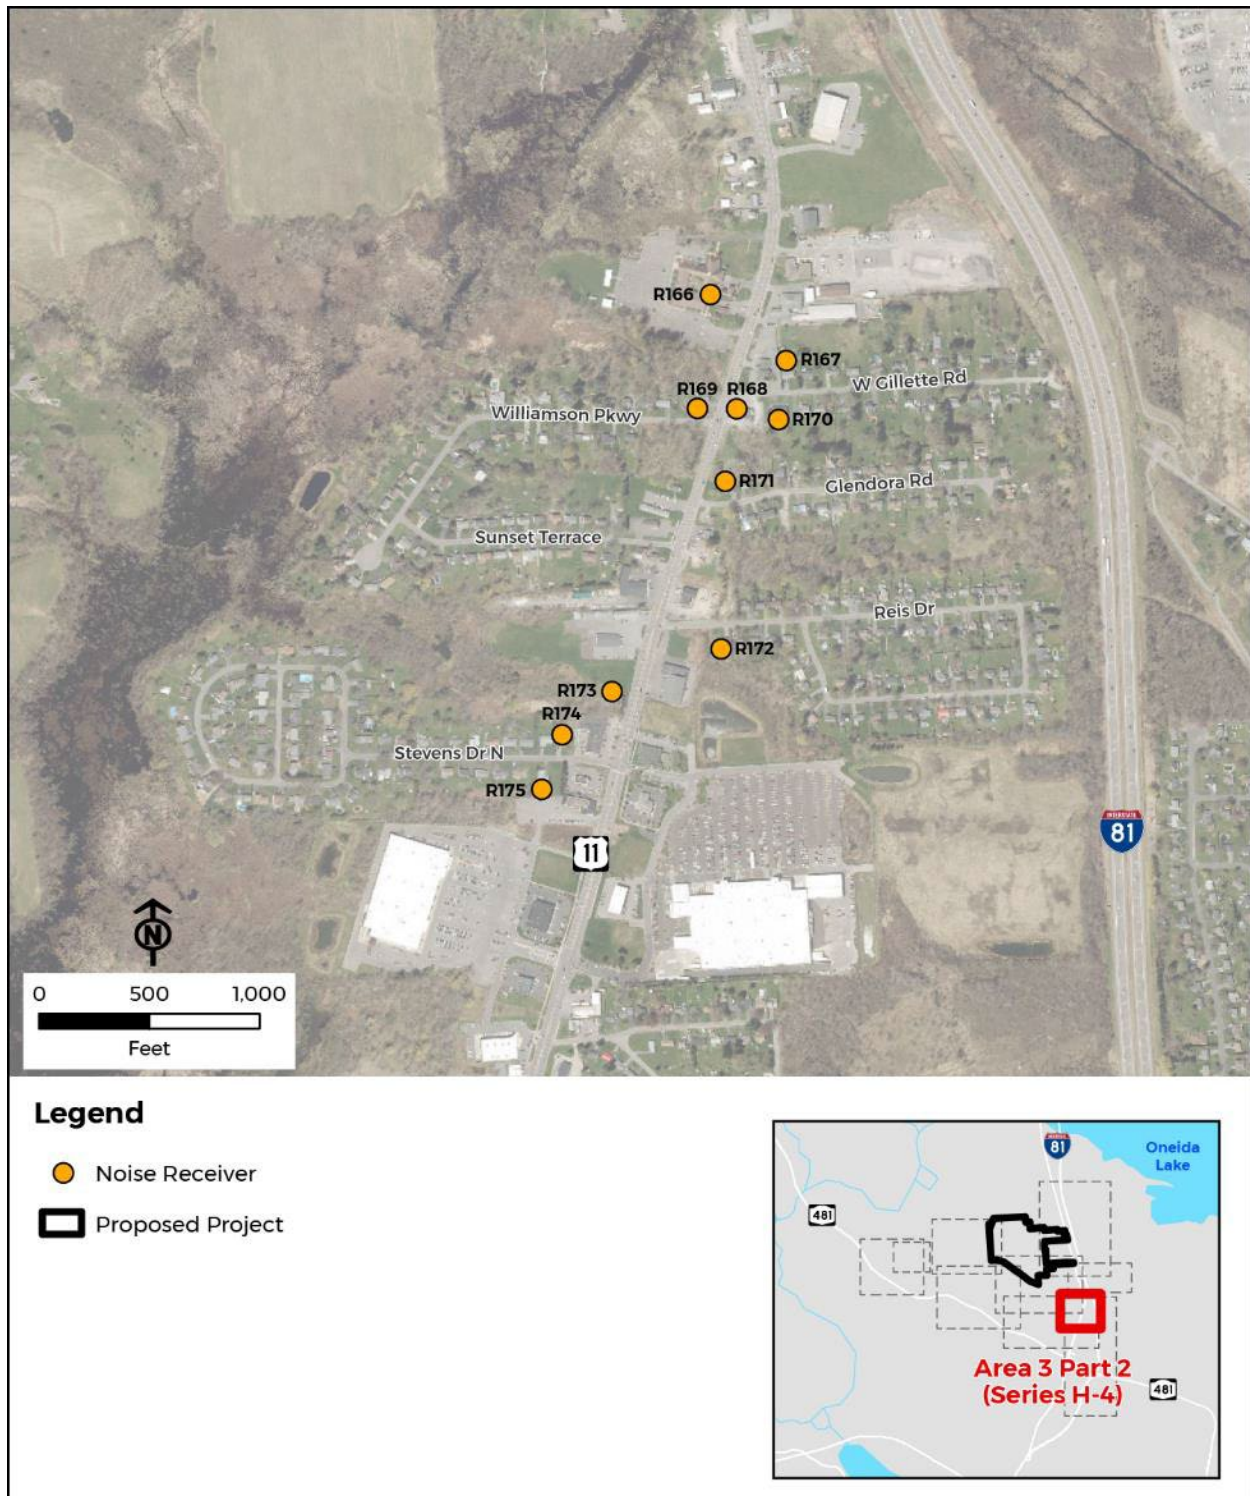 R166
R167
W Gillette Rd
R169
R168
Williamson Pkwy
R170
R171
Glendora Rd
Sunset Terrace
Reis Dr
R172
R173
R174
Stevens Dr N
R175
11
INTERSTATE
81
N
0 500 1,000
Feet
Legend
Noise Receiver
Proposed Project
81
Oneida
Lake
481
Area 3 Part 2
(Series H-4)
481